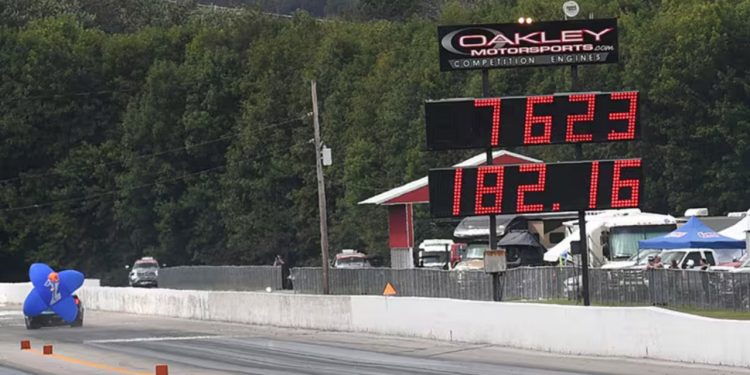 OAKLEY
MOTORSPORTS.com
COMPETITION ENGINES
7.623
182.16